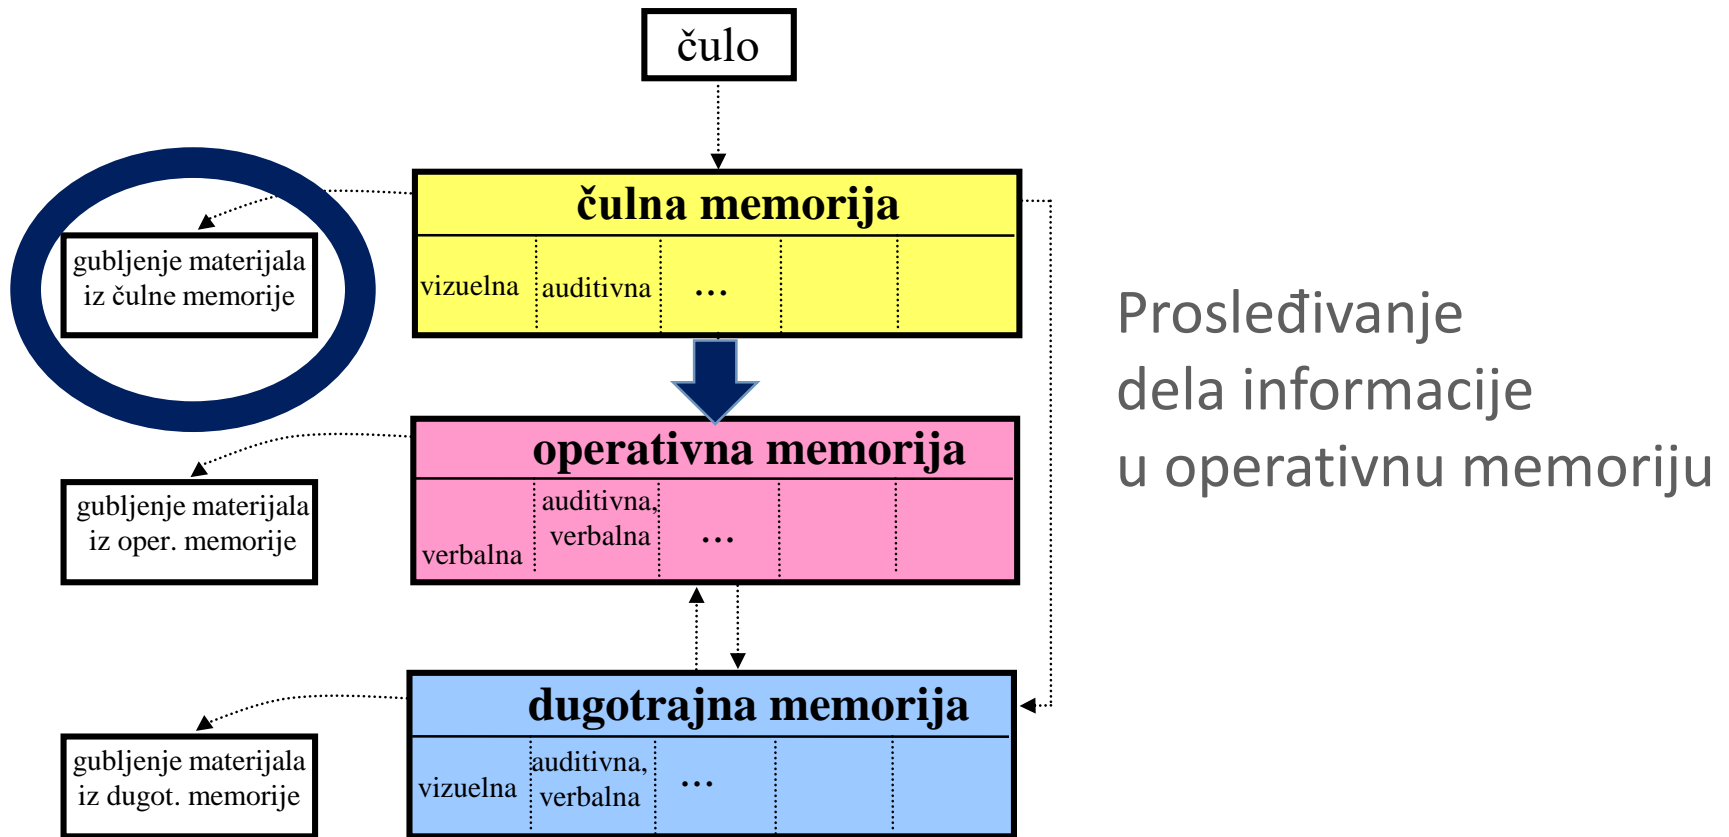 čulo
čulna memorija
vizuelna
auditivna
...
gubljenje materijala
iz čulne memorije
Prosleđivanje
dela informacije
u operativnu memoriju
operativna memorija
verbalna
auditivna,
verbalna
...
gubljenje materijala
iz oper. memorije
dugotrajna memorija
vizuelna
auditivna,
verbalna
...
gubljenje materijala
iz dugot. memorije